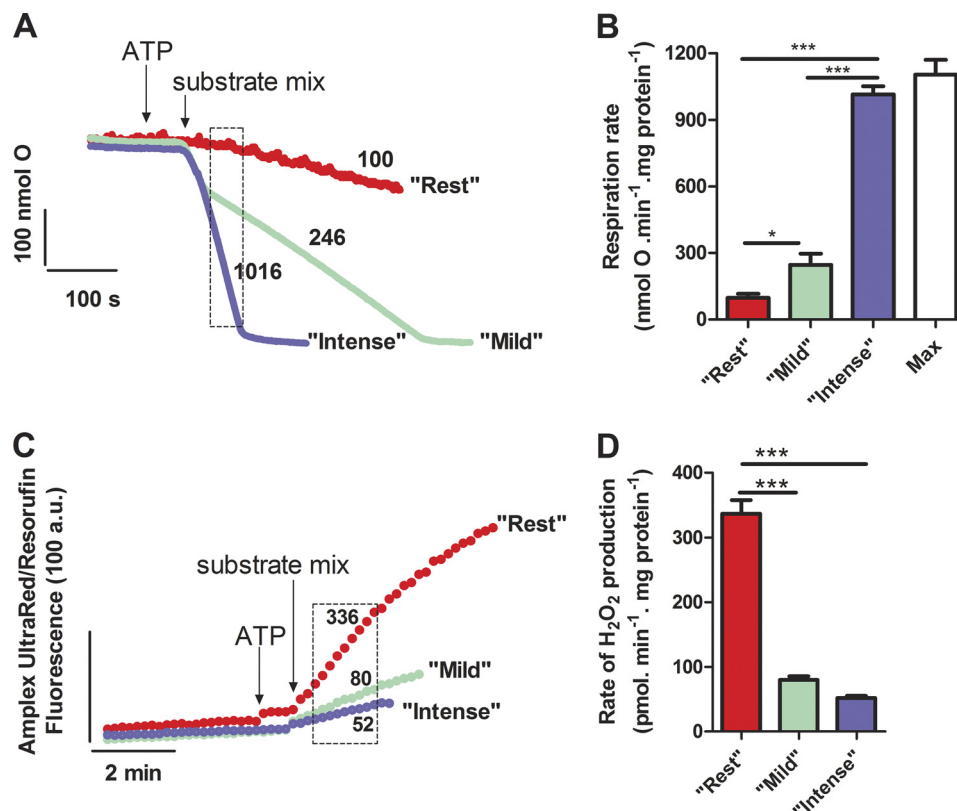 A
ATP
substrate mix
100
"Rest"
246
1016
"Intense"
"Mild"
100 nmol O
100 s
B
Respiration rate
(nmol O .min⁻¹.mg protein⁻¹)
1200
900
600
300
0
***
***
*
"Rest"
"Mild"
"Intense"
Max
C
Amplex UltraRed/Resorufin
Fluorescence (100 a.u.)
ATP
substrate mix
"Rest"
336
"Mild"
80
"Intense"
52
2 min
D
Rate of H₂O₂ production
(pmol. min⁻¹. mg protein⁻¹)
400
300
200
100
0
***
***
"Rest"
"Mild"
"Intense"